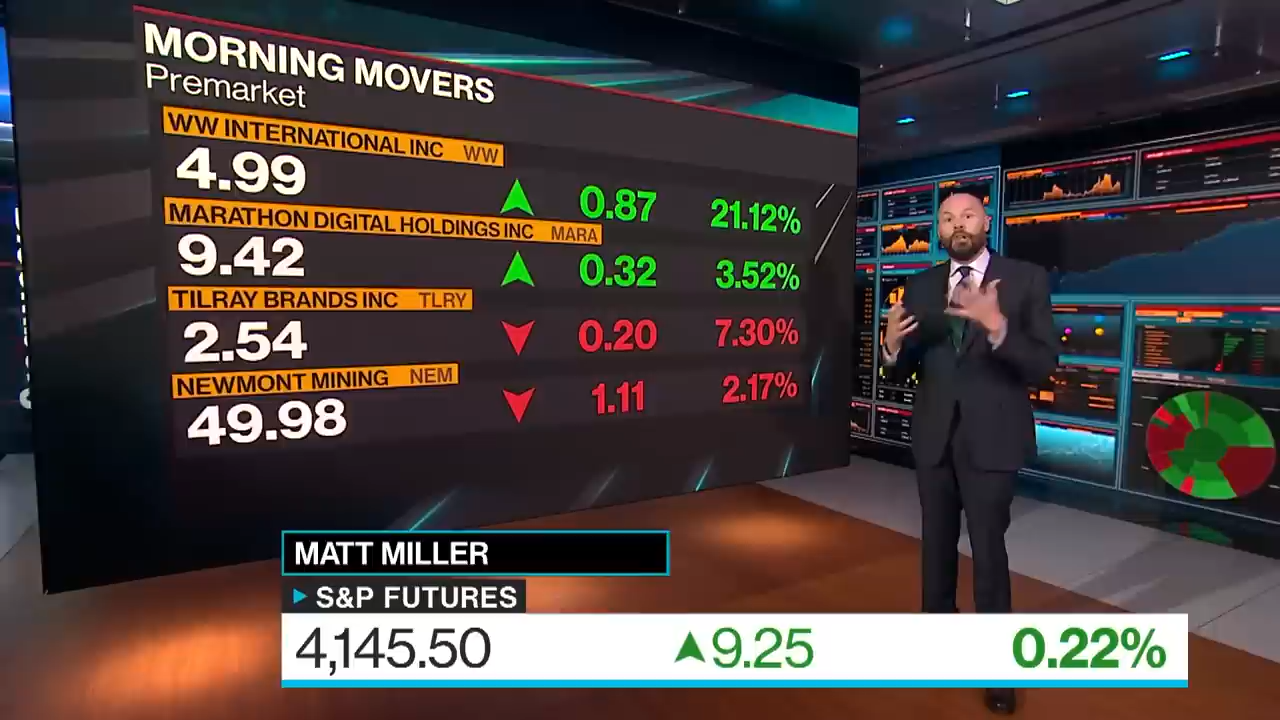 MORNING MOVERS
Premarket
WW INTERNATIONAL INC WW
4.99 0.87 21.12%
MARATHON DIGITAL HOLDINGS INC MARA
9.42 0.32 3.52%
TILRAY BRANDS INC TLRY
2.54 0.20 7.30%
NEWMONT MINING NEM
49.98 1.11 2.17%
MATT MILLER
S&P FUTURES
4,145.50 9.25 0.22%